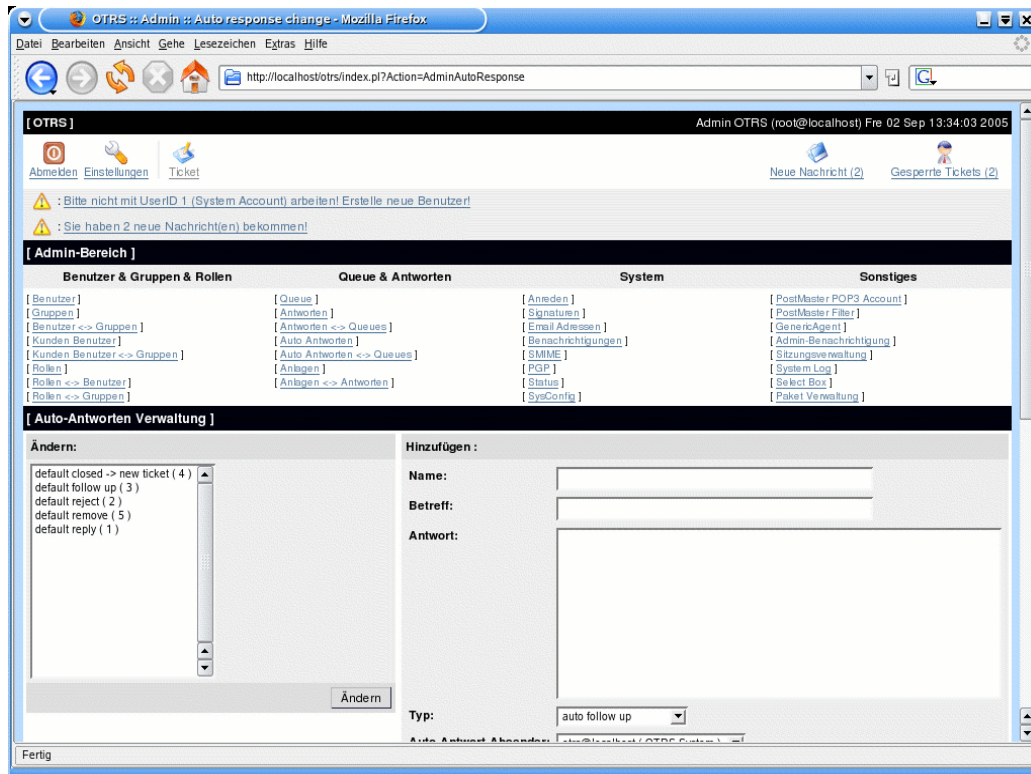 OTRS :: Admin :: Auto response change - Mozilla Firefox
Datei Bearbeiten Ansicht Gehe Lesezeichen Extras Hilfe
http://localhost/otrs/index.pl?Action=AdminAutoResponse
G
[ OTRS ] Admin OTRS (root@localhost) Fre 02 Sep 13:34:03 2005
Abmelden Einstellungen Ticket Neue Nachricht (2) Gesperrte Tickets (2)
: Bitte nicht mit UserID 1 (System Account) arbeiten! Erstelle neue Benutzer!
: Sie haben 2 neue Nachricht(en) bekommen!
[ Admin-Bereich ]
Benutzer & Gruppen & Rollen Queue & Antworten System Sonstiges
[ Benutzer ] [ Queue ] [ Anreden ] [ PostMaster POP3 Account ]
[ Gruppen ] [ Antworten ] [ Signaturen ] [ PostMaster Filter ]
[ Benutzer <-> Gruppen ] [ Antworten <-> Queues ] [ Email Adressen ] [ GenericAgent ]
[ Kunden Benutzer ] [ Auto Antworten ] [ Benachrichtigungen ] [ Admin-Benachrichtigung ]
[ Kunden Benutzer <-> Gruppen ] [ Auto Antworten <-> Queues ] [ SMIME ] [ Sitzungsverwaltung ]
[ Rollen ] [ Anlagen ] [ PGP ] [ System Log ]
[ Rollen <-> Benutzer ] [ Anlagen <-> Antworten ] [ Status ] [ Select Box ]
[ Rollen <-> Gruppen ] [ SysConfig ] [ Paket Verwaltung ]
[ Auto-Antworten Verwaltung ]
Ändern: Hinzufügen :
default closed -> new ticket ( 4 )
default follow up ( 3 )
default reject ( 2 )
default remove ( 5 )
default reply ( 1 )
Ändern
Name:
Betreff:
Antwort:
Typ: auto follow up
Auto Antwort Absender: otrs@localhost ( OTRS System )
Fertig